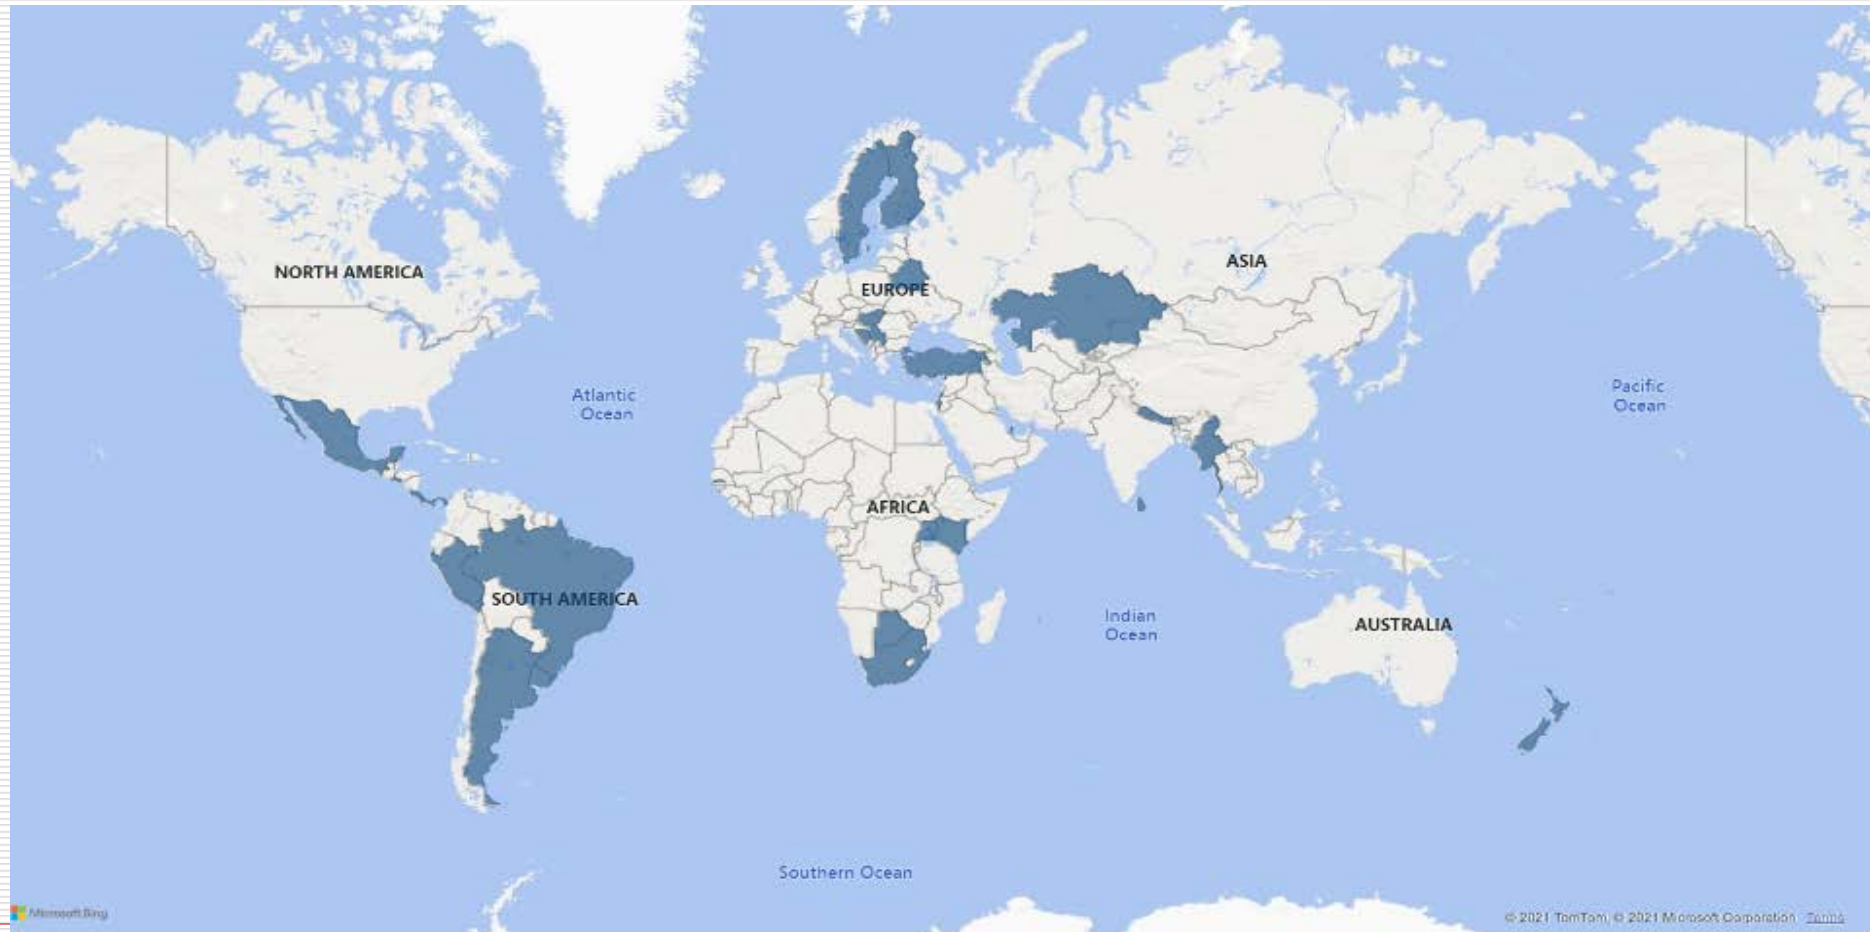 NORTH AMERICA
ASIA
EUROPE
Atlantic
Ocean
Pacific
Ocean
AFRICA
SOUTH AMERICA
Indian
Ocean
AUSTRALIA
Southern Ocean
Microsoft Bing
© 2021 TomTom, © 2021 Microsoft Corporation Terms